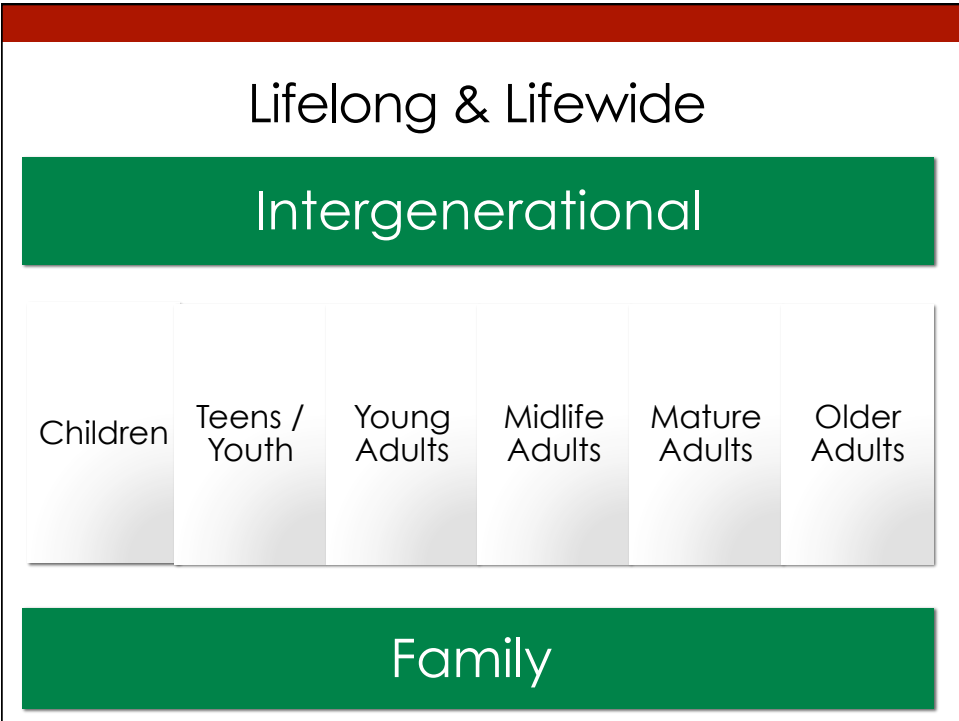 Lifelong & Lifewide
Intergenerational
Children
Teens /
Youth
Young
Adults
Midlife
Adults
Mature
Adults
Older
Adults
Family